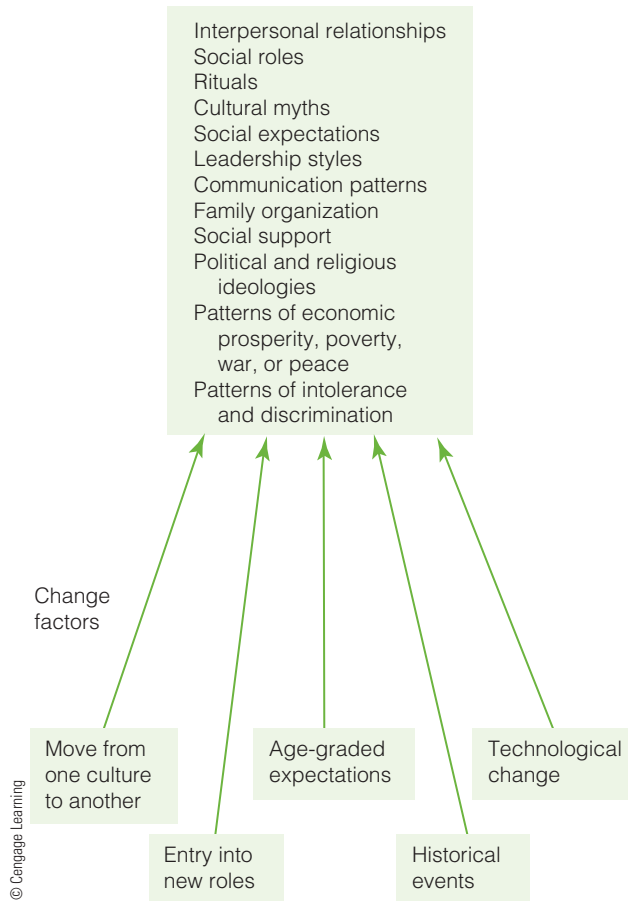 Interpersonal relationships
Social roles
Rituals
Cultural myths
Social expectations
Leadership styles
Communication patterns
Family organization
Social support
Political and religious
ideologies
Patterns of economic
prosperity, poverty,
war, or peace
Patterns of intolerance
and discrimination
Change
factors
Move from
one culture
to another
Age-graded
expectations
Technological
change
Entry into
new roles
Historical
events
© Cengage Learning